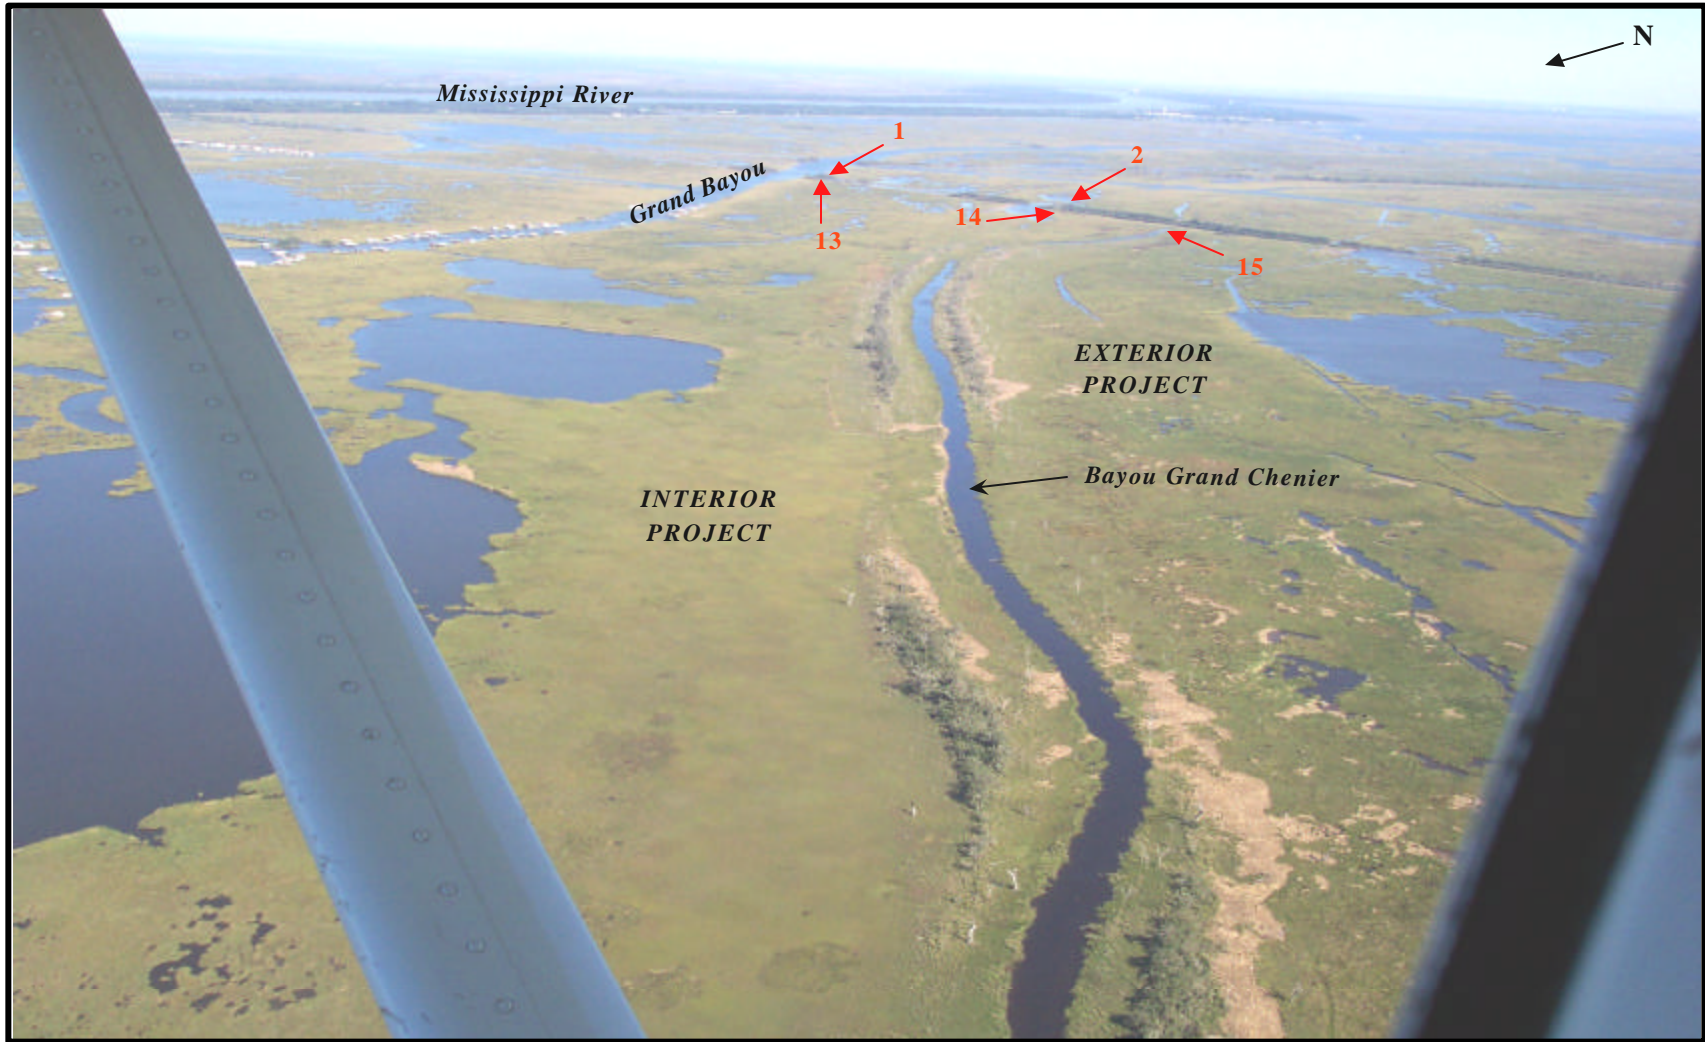 N
Mississippi River
1
2
Grand Bayou
14
13
15
EXTERIOR
PROJECT
Bayou Grand Chenier
INTERIOR
PROJECT